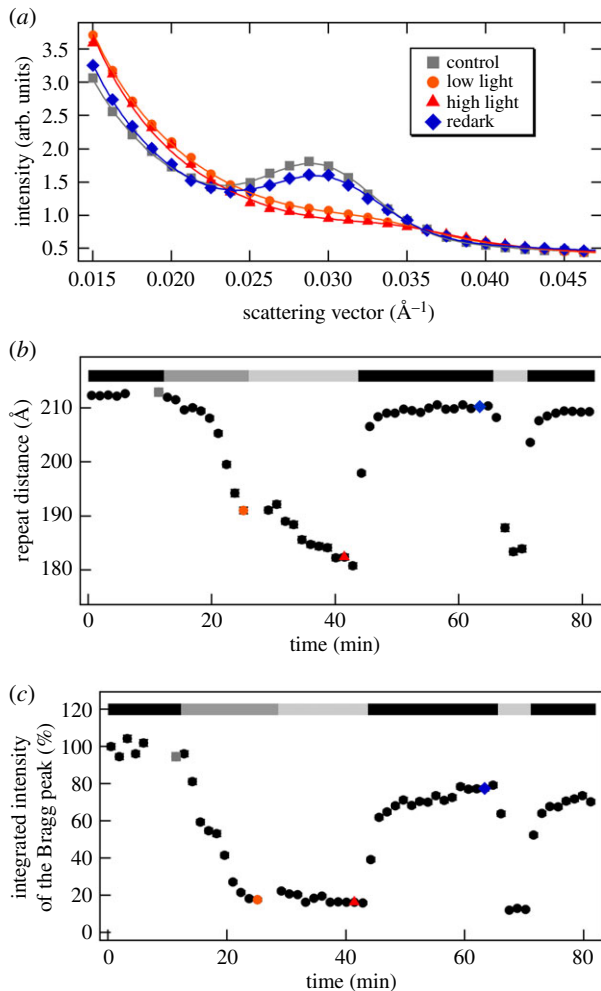 (a)
intensity (arb. units)
3.5
3.0
2.5
2.0
1.5
1.0
0.5
control
low light
high light
redark
0.015 0.020 0.025 0.030 0.035 0.040 0.045
scattering vector (Å⁻¹)
(b)
repeat distance (Å)
210
200
190
180
0 20 40 60 80
time (min)
(c)
integrated intensity
of the Bragg peak (%)
120
100
80
60
40
20
0
0 20 40 60 80
time (min)